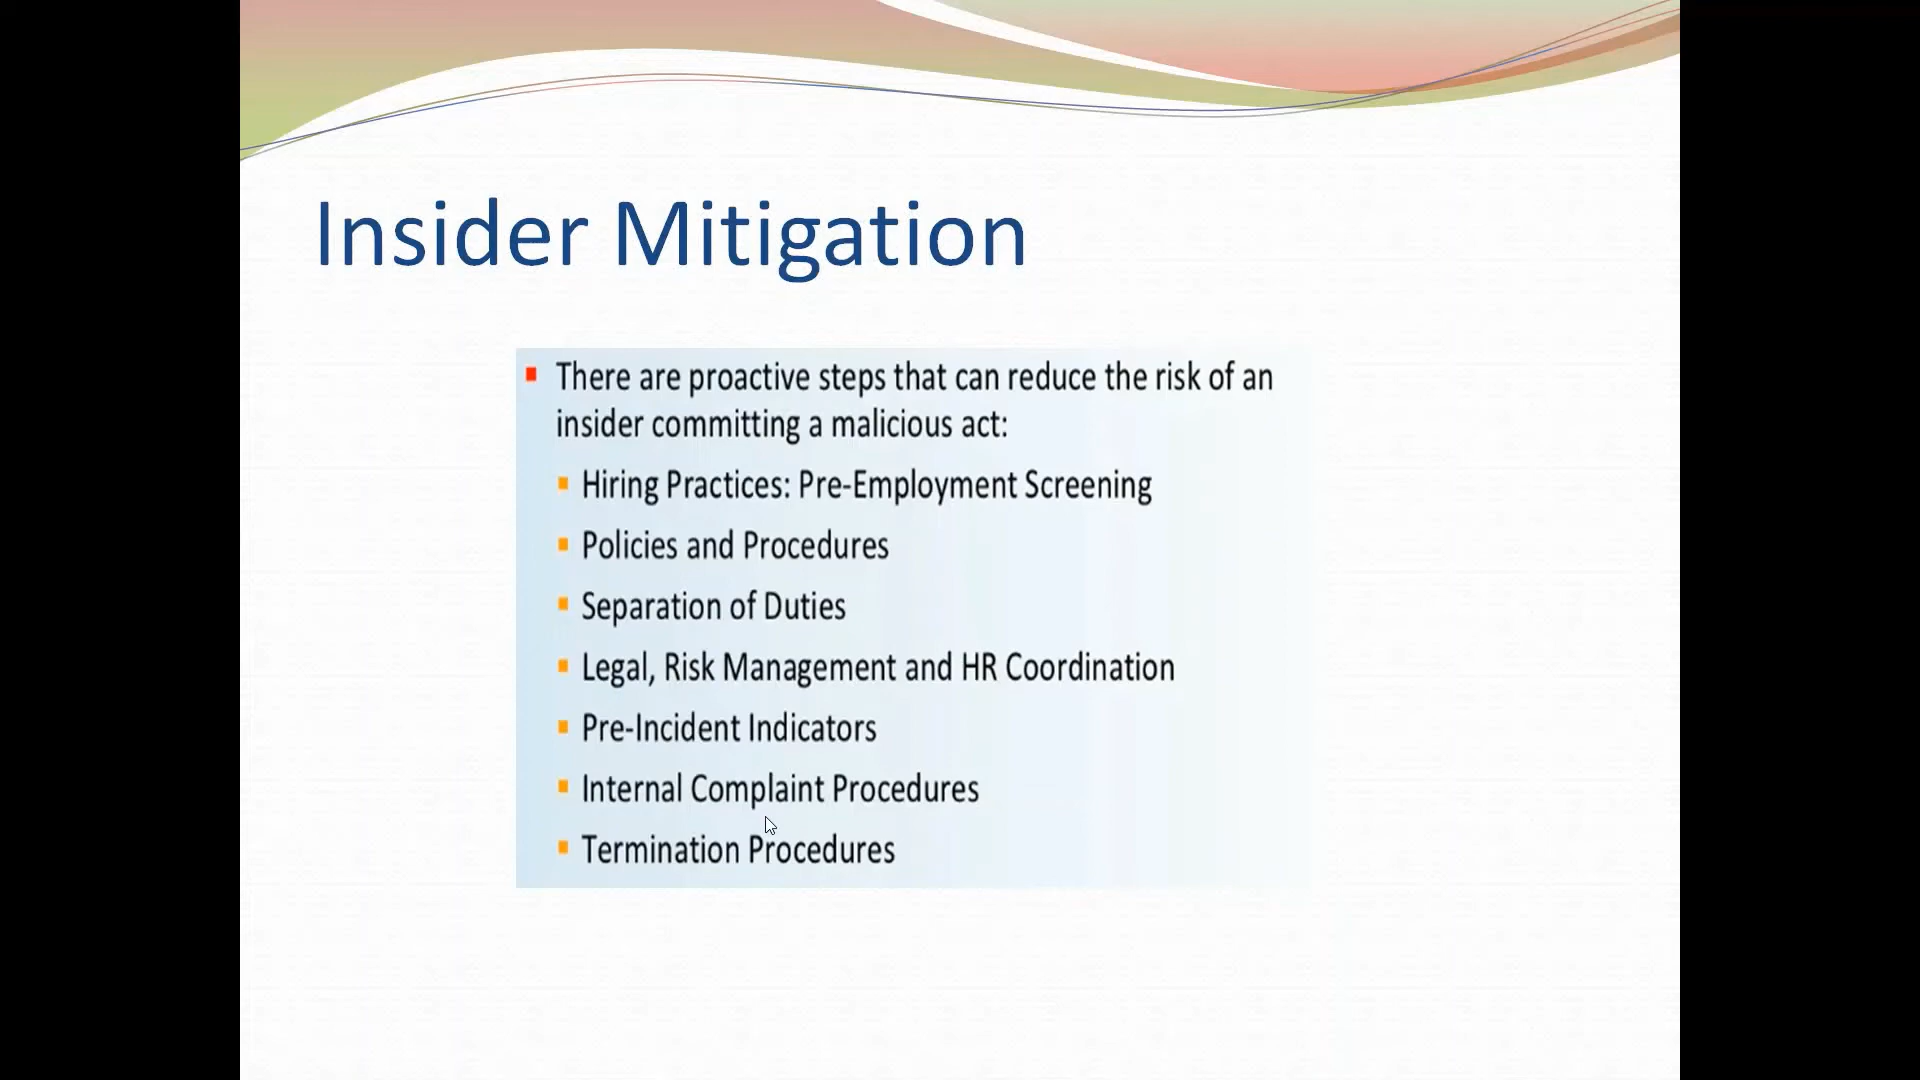 Insider Mitigation
There are proactive steps that can reduce the risk of an
insider committing a malicious act:
Hiring Practices: Pre-Employment Screening
Policies and Procedures
Separation of Duties
Legal, Risk Management and HR Coordination
Pre-Incident Indicators
Internal Complaint Procedures
Termination Procedures